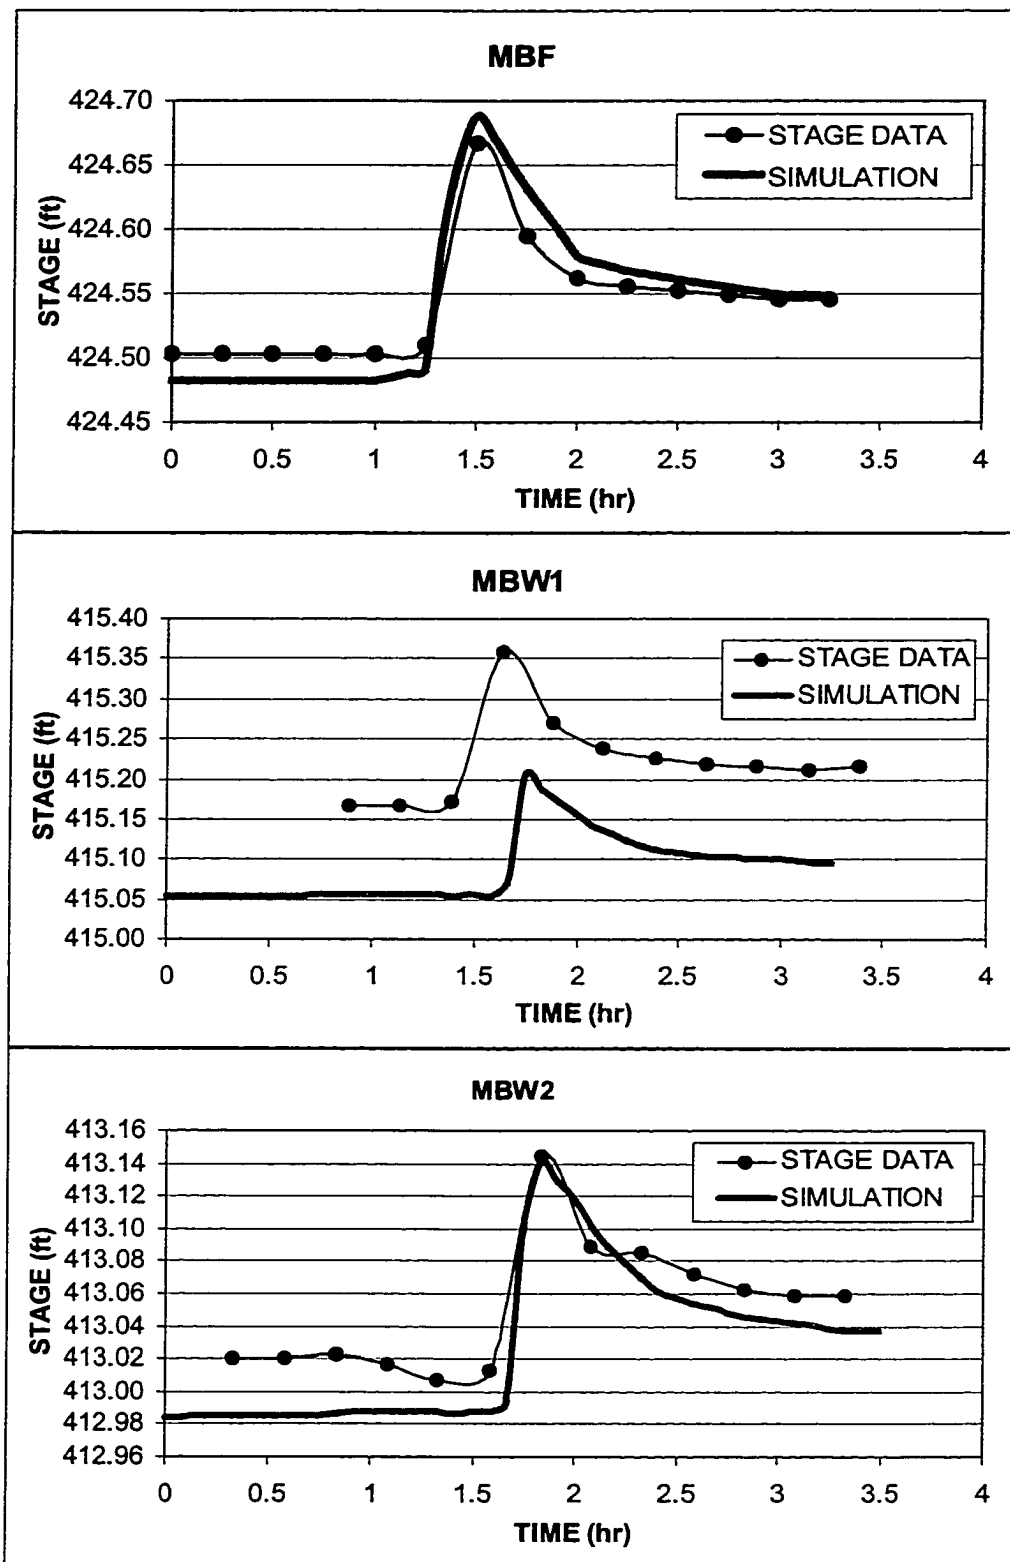 MBF
424.70
424.65
424.60
424.55
424.50
424.45
STAGE (ft)
STAGE DATA
SIMULATION
0 0.5 1 1.5 2 2.5 3 3.5 4
TIME (hr)
MBW1
415.40
415.35
415.30
415.25
415.20
415.15
415.10
415.05
415.00
STAGE (ft)
STAGE DATA
SIMULATION
0 0.5 1 1.5 2 2.5 3 3.5 4
TIME (hr)
MBW2
413.16
413.14
413.12
413.10
413.08
413.06
413.04
413.02
413.00
412.98
412.96
STAGE (ft)
STAGE DATA
SIMULATION
0 0.5 1 1.5 2 2.5 3 3.5 4
TIME (hr)